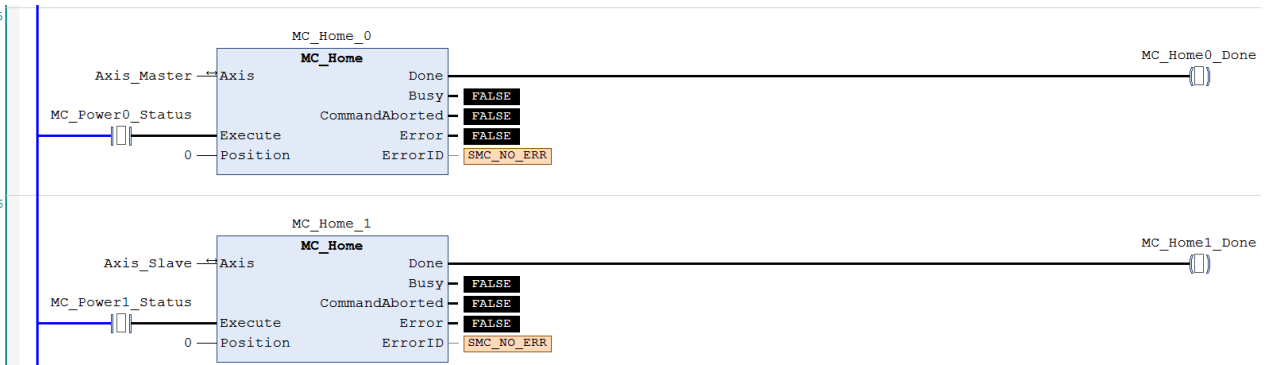 MC_Home_0
MC_Home
MC_Home0_Done
Axis_Master Axis Done
Busy FALSE
MC_Power0_Status CommandAborted FALSE
Execute Error FALSE
0 Position ErrorID SMC_NO_ERR
MC_Home_1
MC_Home
MC_Home1_Done
Axis_Slave Axis Done
Busy FALSE
MC_Power1_Status CommandAborted FALSE
Execute Error FALSE
0 Position ErrorID SMC_NO_ERR